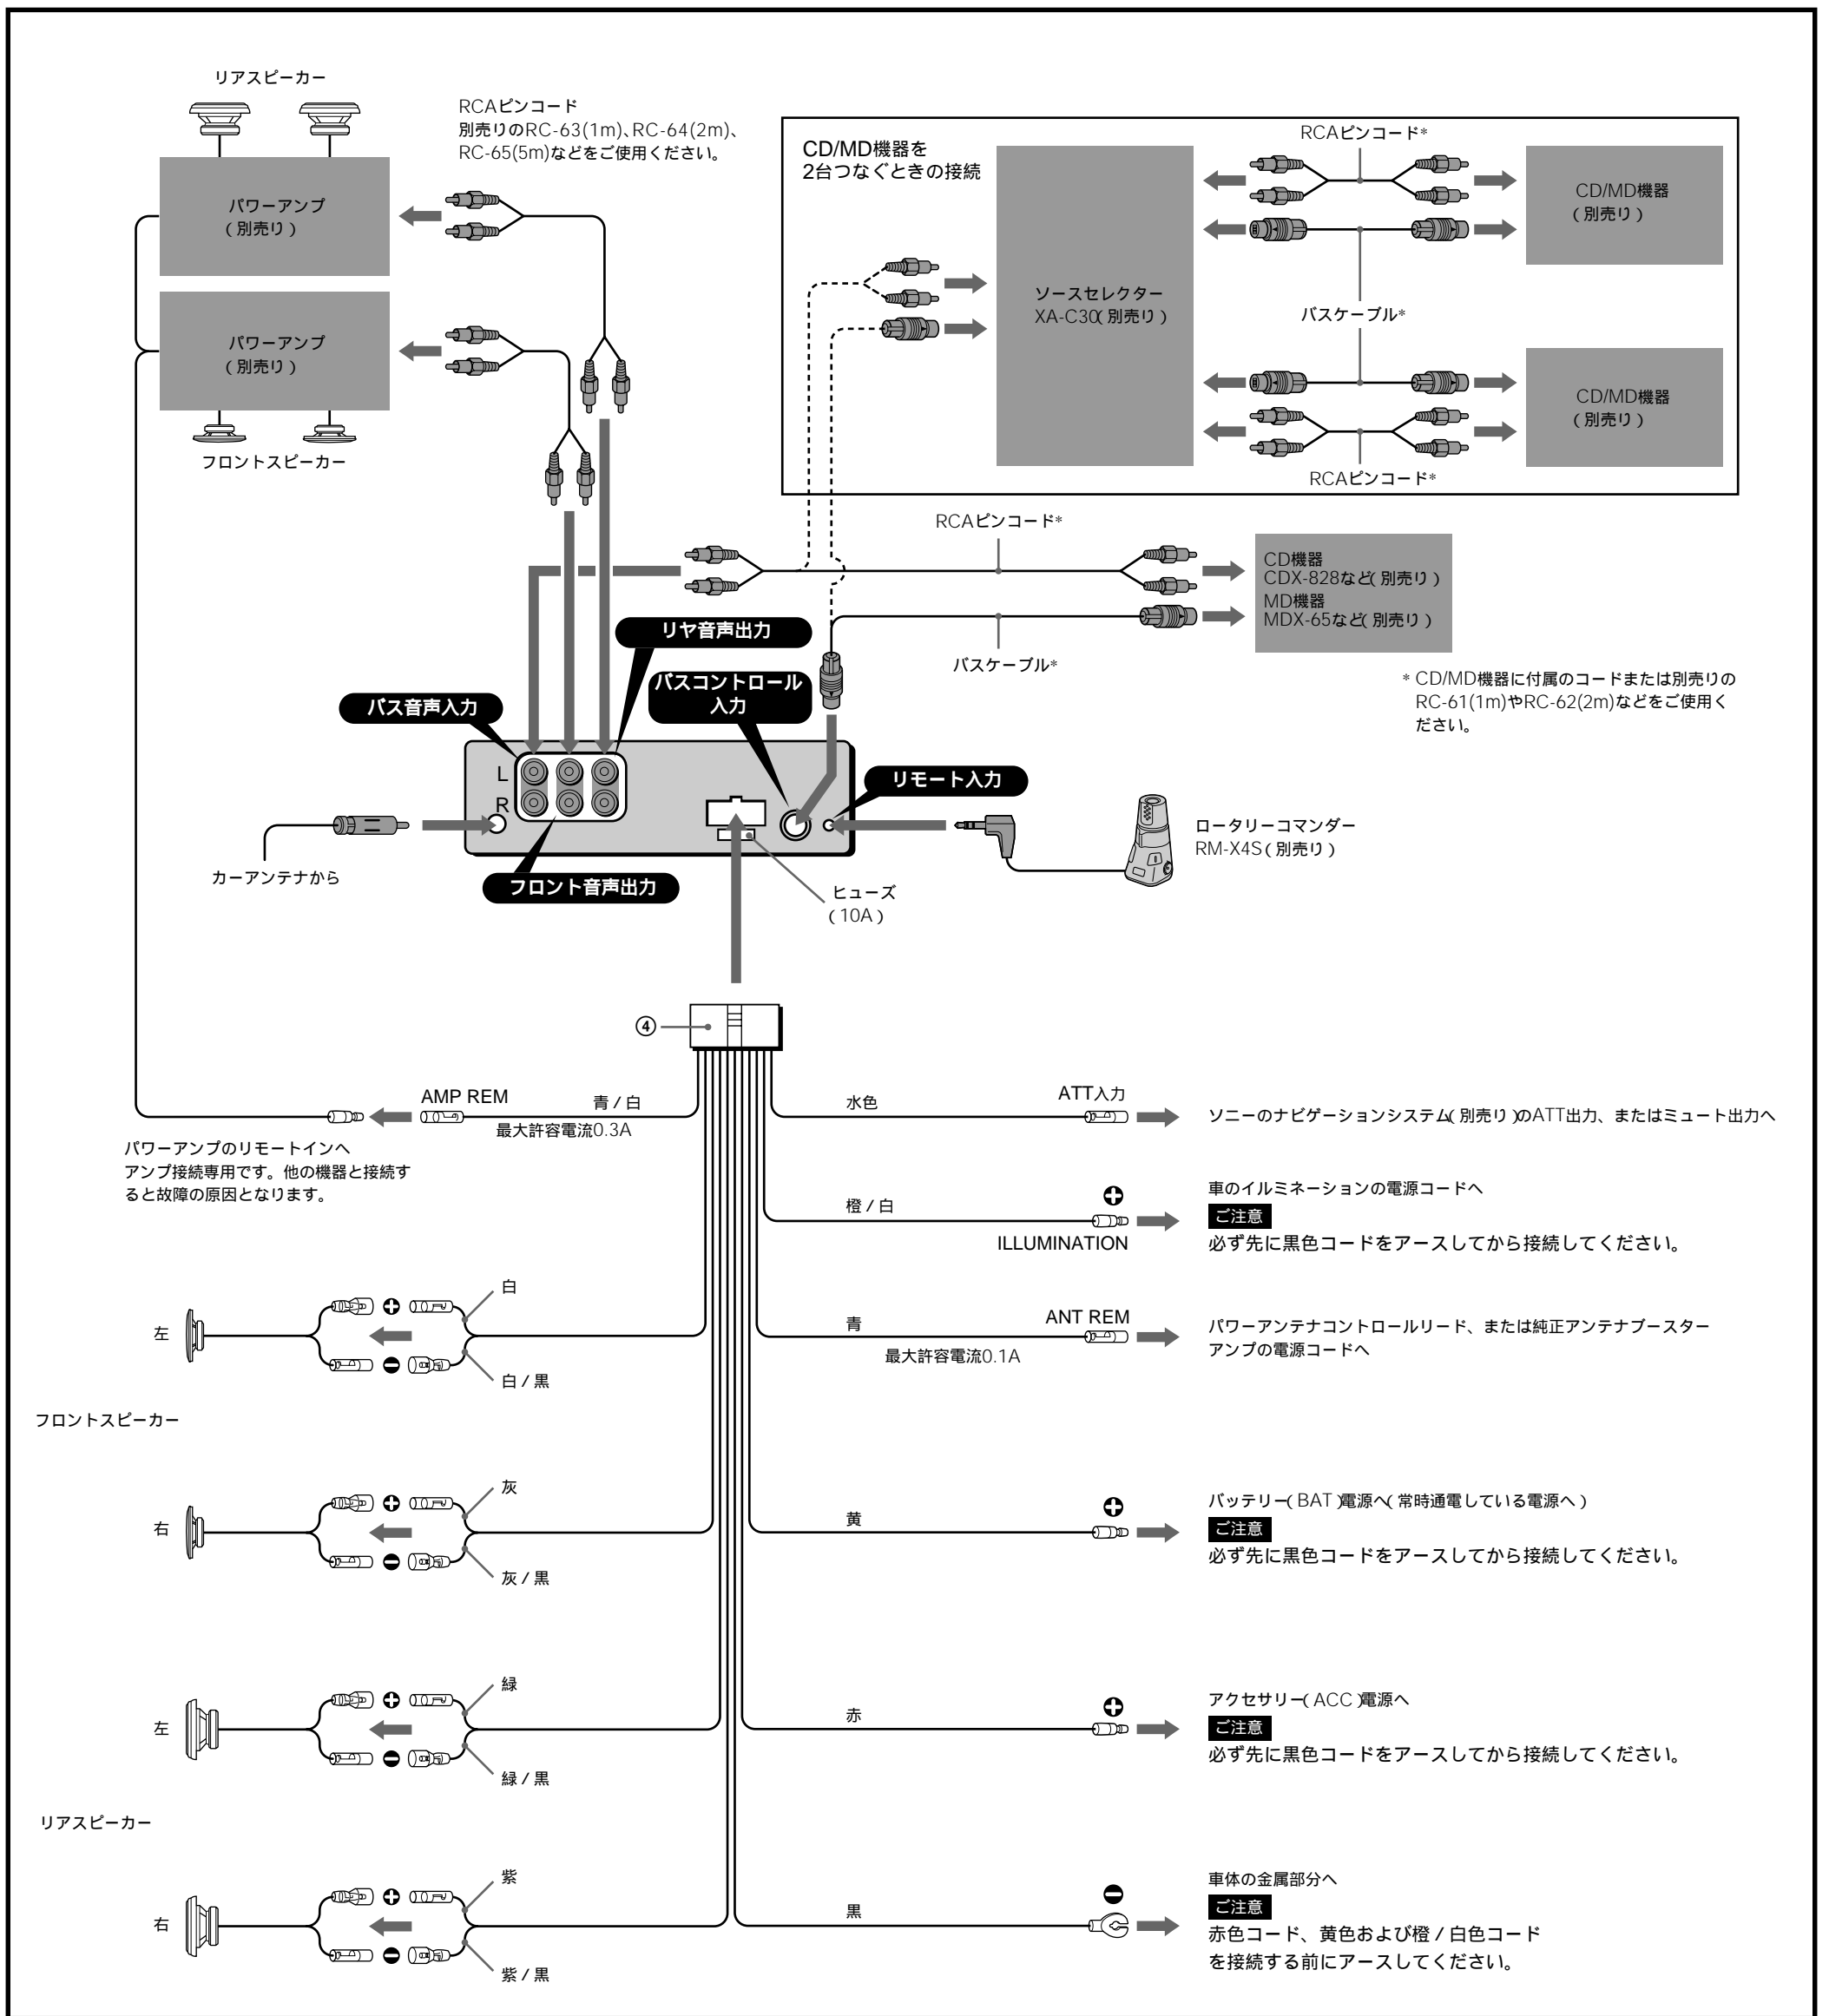 リアスピーカー
RCAピンコード
別売りのRC-63(1m)、RC-64(2m)、
RC-65(5m)などをご使用ください。
パワーアンプ
(別売り)
パワーアンプ
(別売り)
フロントスピーカー
CD/MD機器を
2台つなぐときの接続
RCAピンコード*
CD/MD機器
(別売り)
ソースセレクター
XA-C30(別売り)
バスケーブル*
CD/MD機器
(別売り)
RCAピンコード*
RCAピンコード*
CD機器
CDX-828など(別売り)
MD機器
MDX-65など(別売り)
バスケーブル*
* CD/MD機器に付属のコードまたは別売りの
RC-61(1m)やRC-62(2m)などをご使用く
ださい。
リヤ音声出力
バスコントロール
入力
バス音声入力
リモート入力
L
R
カーアンテナから
フロント音声出力
ヒューズ
(10A)
ロータリーコマンダー
RM-X4S(別売り)
④
AMP REM
青/白
最大許容電流0.3A
パワーアンプのリモートインへ
アンプ接続専用です。他の機器と接続す
ると故障の原因となります。
水色
ATT入力
ソニーのナビゲーションシステム(別売り)のATT出力、またはミュート出力へ
橙/白
ILLUMINATION
車のイルミネーションの電源コードへ
ご注意
必ず先に黒色コードをアースしてから接続してください。
左
白
白/黒
青
ANT REM
最大許容電流0.1A
パワーアンテナコントロールリード、または純正アンテナブースター
アンプの電源コードへ
フロントスピーカー
右
灰
灰/黒
黄
バッテリー(BAT)電源へ(常時通電している電源へ)
ご注意
必ず先に黒色コードをアースしてから接続してください。
左
緑
緑/黒
赤
アクセサリー(ACC)電源へ
ご注意
必ず先に黒色コードをアースしてから接続してください。
リアスピーカー
右
紫
紫/黒
黒
車体の金属部分へ
ご注意
赤色コード、黄色および橙/白色コード
を接続する前にアースしてください。